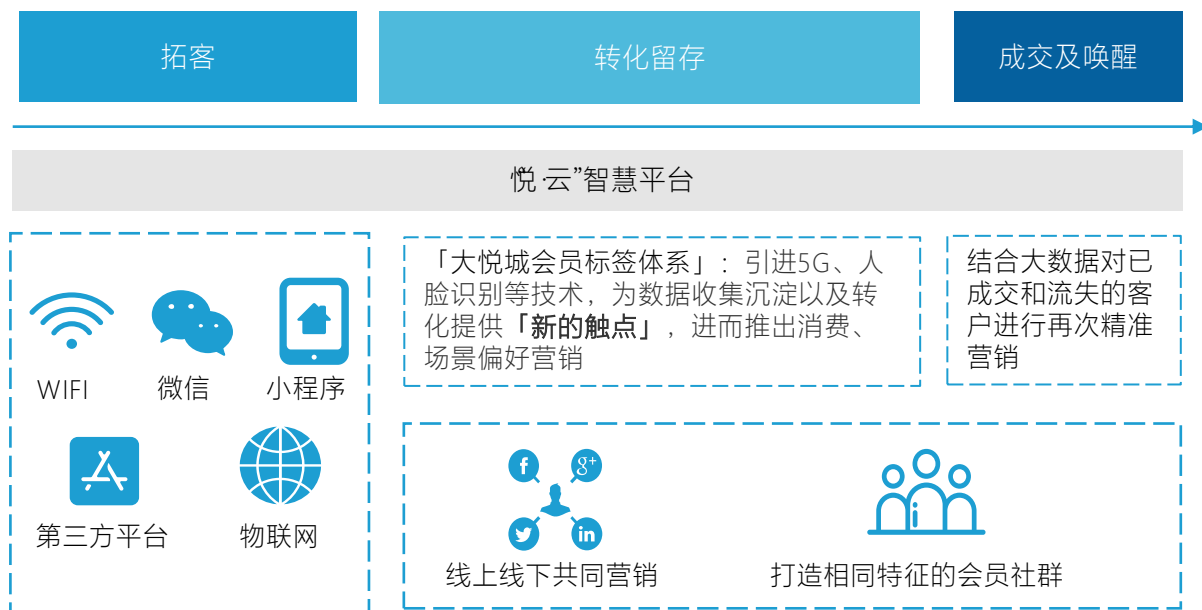 拓客
转化留存
成交及唤醒
悦·云”智慧平台
WIFI
微信
小程序
第三方平台
物联网
「大悦城会员标签体系」：引进5G、人
脸识别等技术，为数据收集沉淀以及转
化提供「新的触点」，进而推出消费、
场景偏好营销
结合大数据对已
成交和流失的客
户进行再次精准
营销
f
g+
in
线上线下共同营销
打造相同特征的会员社群